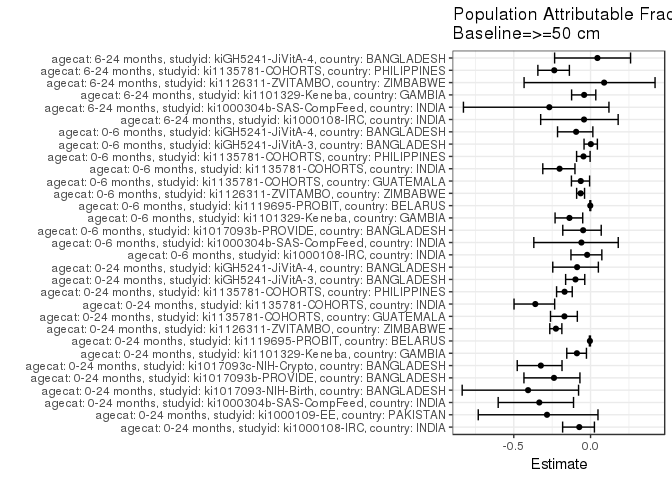 Population Attributable Frac
Baseline=>=50 cm
agecat: 6-24 months, studyid: kiGH5241-JiVitA-4, country: BANGLADESH
agecat: 6-24 months, studyid: ki1135781-COHORTS, country: PHILIPPINES
agecat: 6-24 months, studyid: ki1126311-ZVITAMBO, country: ZIMBABWE
agecat: 6-24 months, studyid: ki1101329-Keneba, country: GAMBIA
agecat: 6-24 months, studyid: ki1000304b-SAS-CompFeed, country: INDIA
agecat: 6-24 months, studyid: ki1000108-IRC, country: INDIA
agecat: 0-6 months, studyid: kiGH5241-JiVitA-4, country: BANGLADESH
agecat: 0-6 months, studyid: kiGH5241-JiVitA-3, country: BANGLADESH
agecat: 0-6 months, studyid: ki1135781-COHORTS, country: PHILIPPINES
agecat: 0-6 months, studyid: ki1135781-COHORTS, country: INDIA
agecat: 0-6 months, studyid: ki1135781-COHORTS, country: GUATEMALA
agecat: 0-6 months, studyid: ki1126311-ZVITAMBO, country: ZIMBABWE
agecat: 0-6 months, studyid: ki1119695-PROBIT, country: BELARUS
agecat: 0-6 months, studyid: ki1101329-Keneba, country: GAMBIA
agecat: 0-6 months, studyid: ki1017093b-PROVIDE, country: BANGLADESH
agecat: 0-6 months, studyid: ki1000304b-SAS-CompFeed, country: INDIA
agecat: 0-6 months, studyid: ki1000108-IRC, country: INDIA
agecat: 0-24 months, studyid: kiGH5241-JiVitA-4, country: BANGLADESH
agecat: 0-24 months, studyid: kiGH5241-JiVitA-3, country: BANGLADESH
agecat: 0-24 months, studyid: ki1135781-COHORTS, country: PHILIPPINES
agecat: 0-24 months, studyid: ki1135781-COHORTS, country: INDIA
agecat: 0-24 months, studyid: ki1135781-COHORTS, country: GUATEMALA
agecat: 0-24 months, studyid: ki1126311-ZVITAMBO, country: ZIMBABWE
agecat: 0-24 months, studyid: ki1119695-PROBIT, country: BELARUS
agecat: 0-24 months, studyid: ki1101329-Keneba, country: GAMBIA
agecat: 0-24 months, studyid: ki1017093c-NIH-Crypto, country: BANGLADESH
agecat: 0-24 months, studyid: ki1017093b-PROVIDE, country: BANGLADESH
agecat: 0-24 months, studyid: ki1017093-NIH-Birth, country: BANGLADESH
agecat: 0-24 months, studyid: ki1000304b-SAS-CompFeed, country: INDIA
agecat: 0-24 months, studyid: ki1000109-EE, country: PAKISTAN
agecat: 0-24 months, studyid: ki1000108-IRC, country: INDIA
-0.5 0.0
Estimate